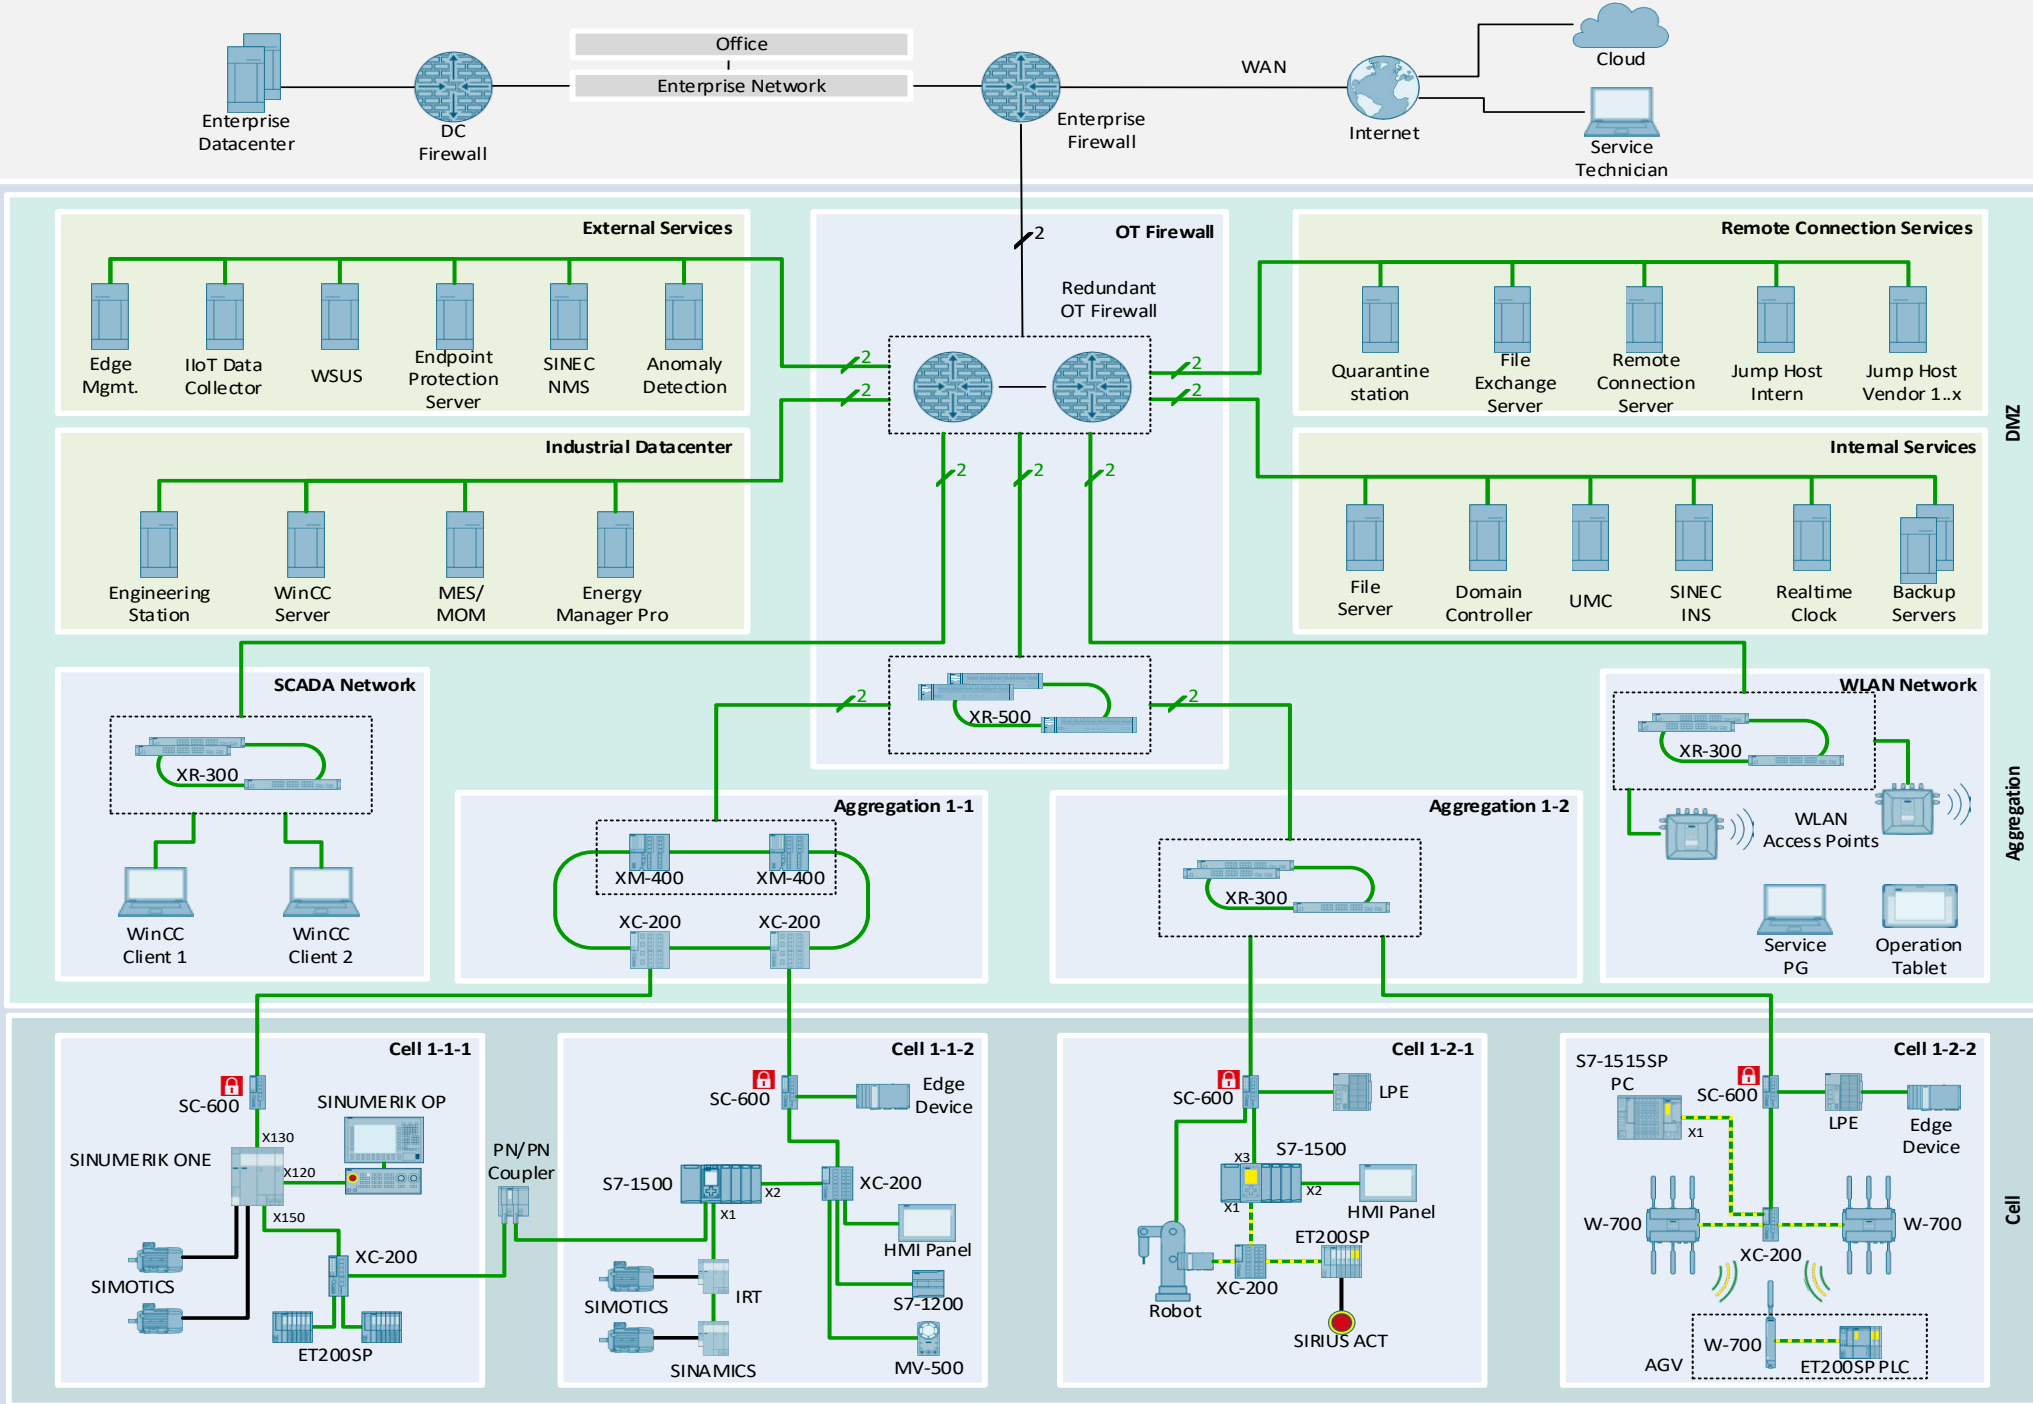 Office
Enterprise Network
Enterprise
Datacenter
DC
Firewall
Enterprise
Firewall
WAN
Internet
Cloud
Service
Technician
External Services
Edge
Mgmt.
IIoT Data
Collector
WSUS
Endpoint
Protection
Server
SINEC
NMS
Anomaly
Detection
2
OT Firewall
Redundant
OT Firewall
2
2
2
2
2
2
2
Remote Connection Services
Quarantine
station
File
Exchange
Server
Remote
Connection
Server
Jump Host
Intern
Jump Host
Vendor 1..x
DMZ
Industrial Datacenter
Engineering
Station
WinCC
Server
MES/
MOM
Energy
Manager Pro
Internal Services
File
Server
Domain
Controller
UMC
SINEC
INS
Realtime
Clock
Backup
Servers
SCADA Network
XR-300
WinCC
Client 1
WinCC
Client 2
2
XR-500
2
WLAN Network
XR-300
WLAN
Access Points
Service
PG
Operation
Tablet
Aggregation
Aggregation 1-1
XM-400
XM-400
XC-200
XC-200
Aggregation 1-2
XR-300
Cell 1-1-1
SC-600
SINUMERIK OP
X130
SINUMERIK ONE
X120
X150
XC-200
SIMOTICS
ET200SP
PN/PN
Coupler
Cell 1-1-2
SC-600
Edge
Device
S7-1500
X2
X1
XC-200
HMI Panel
IRT
SIMOTICS
S7-1200
SINAMICS
MV-500
Cell 1-2-1
SC-600
LPE
X3
S7-1500
X2
X1
HMI Panel
ET200SP
XC-200
Robot
SIRIUS ACT
Cell 1-2-2
S7-1515SP
PC
X1
SC-600
LPE
Edge
Device
W-700
W-700
XC-200
W-700
AGV
ET200SP PLC
Cell